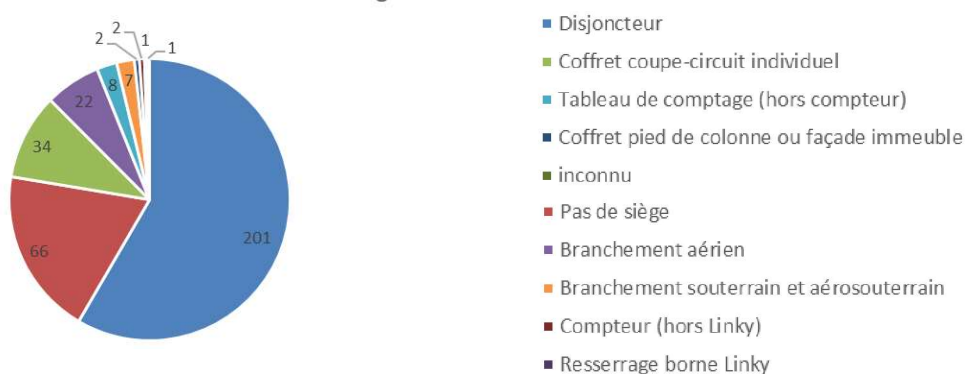 2
2
1
1
7
8
22
34
66
201
Disjoncteur
Coffret coupe-circuit individuel
Tableau de comptage (hors compteur)
Coffret pied de colonne ou façade immeuble
inconnu
Pas de siège
Branchement aérien
Branchement souterrain et aérosouterrain
Compteur (hors Linky)
Resserrage borne Linky